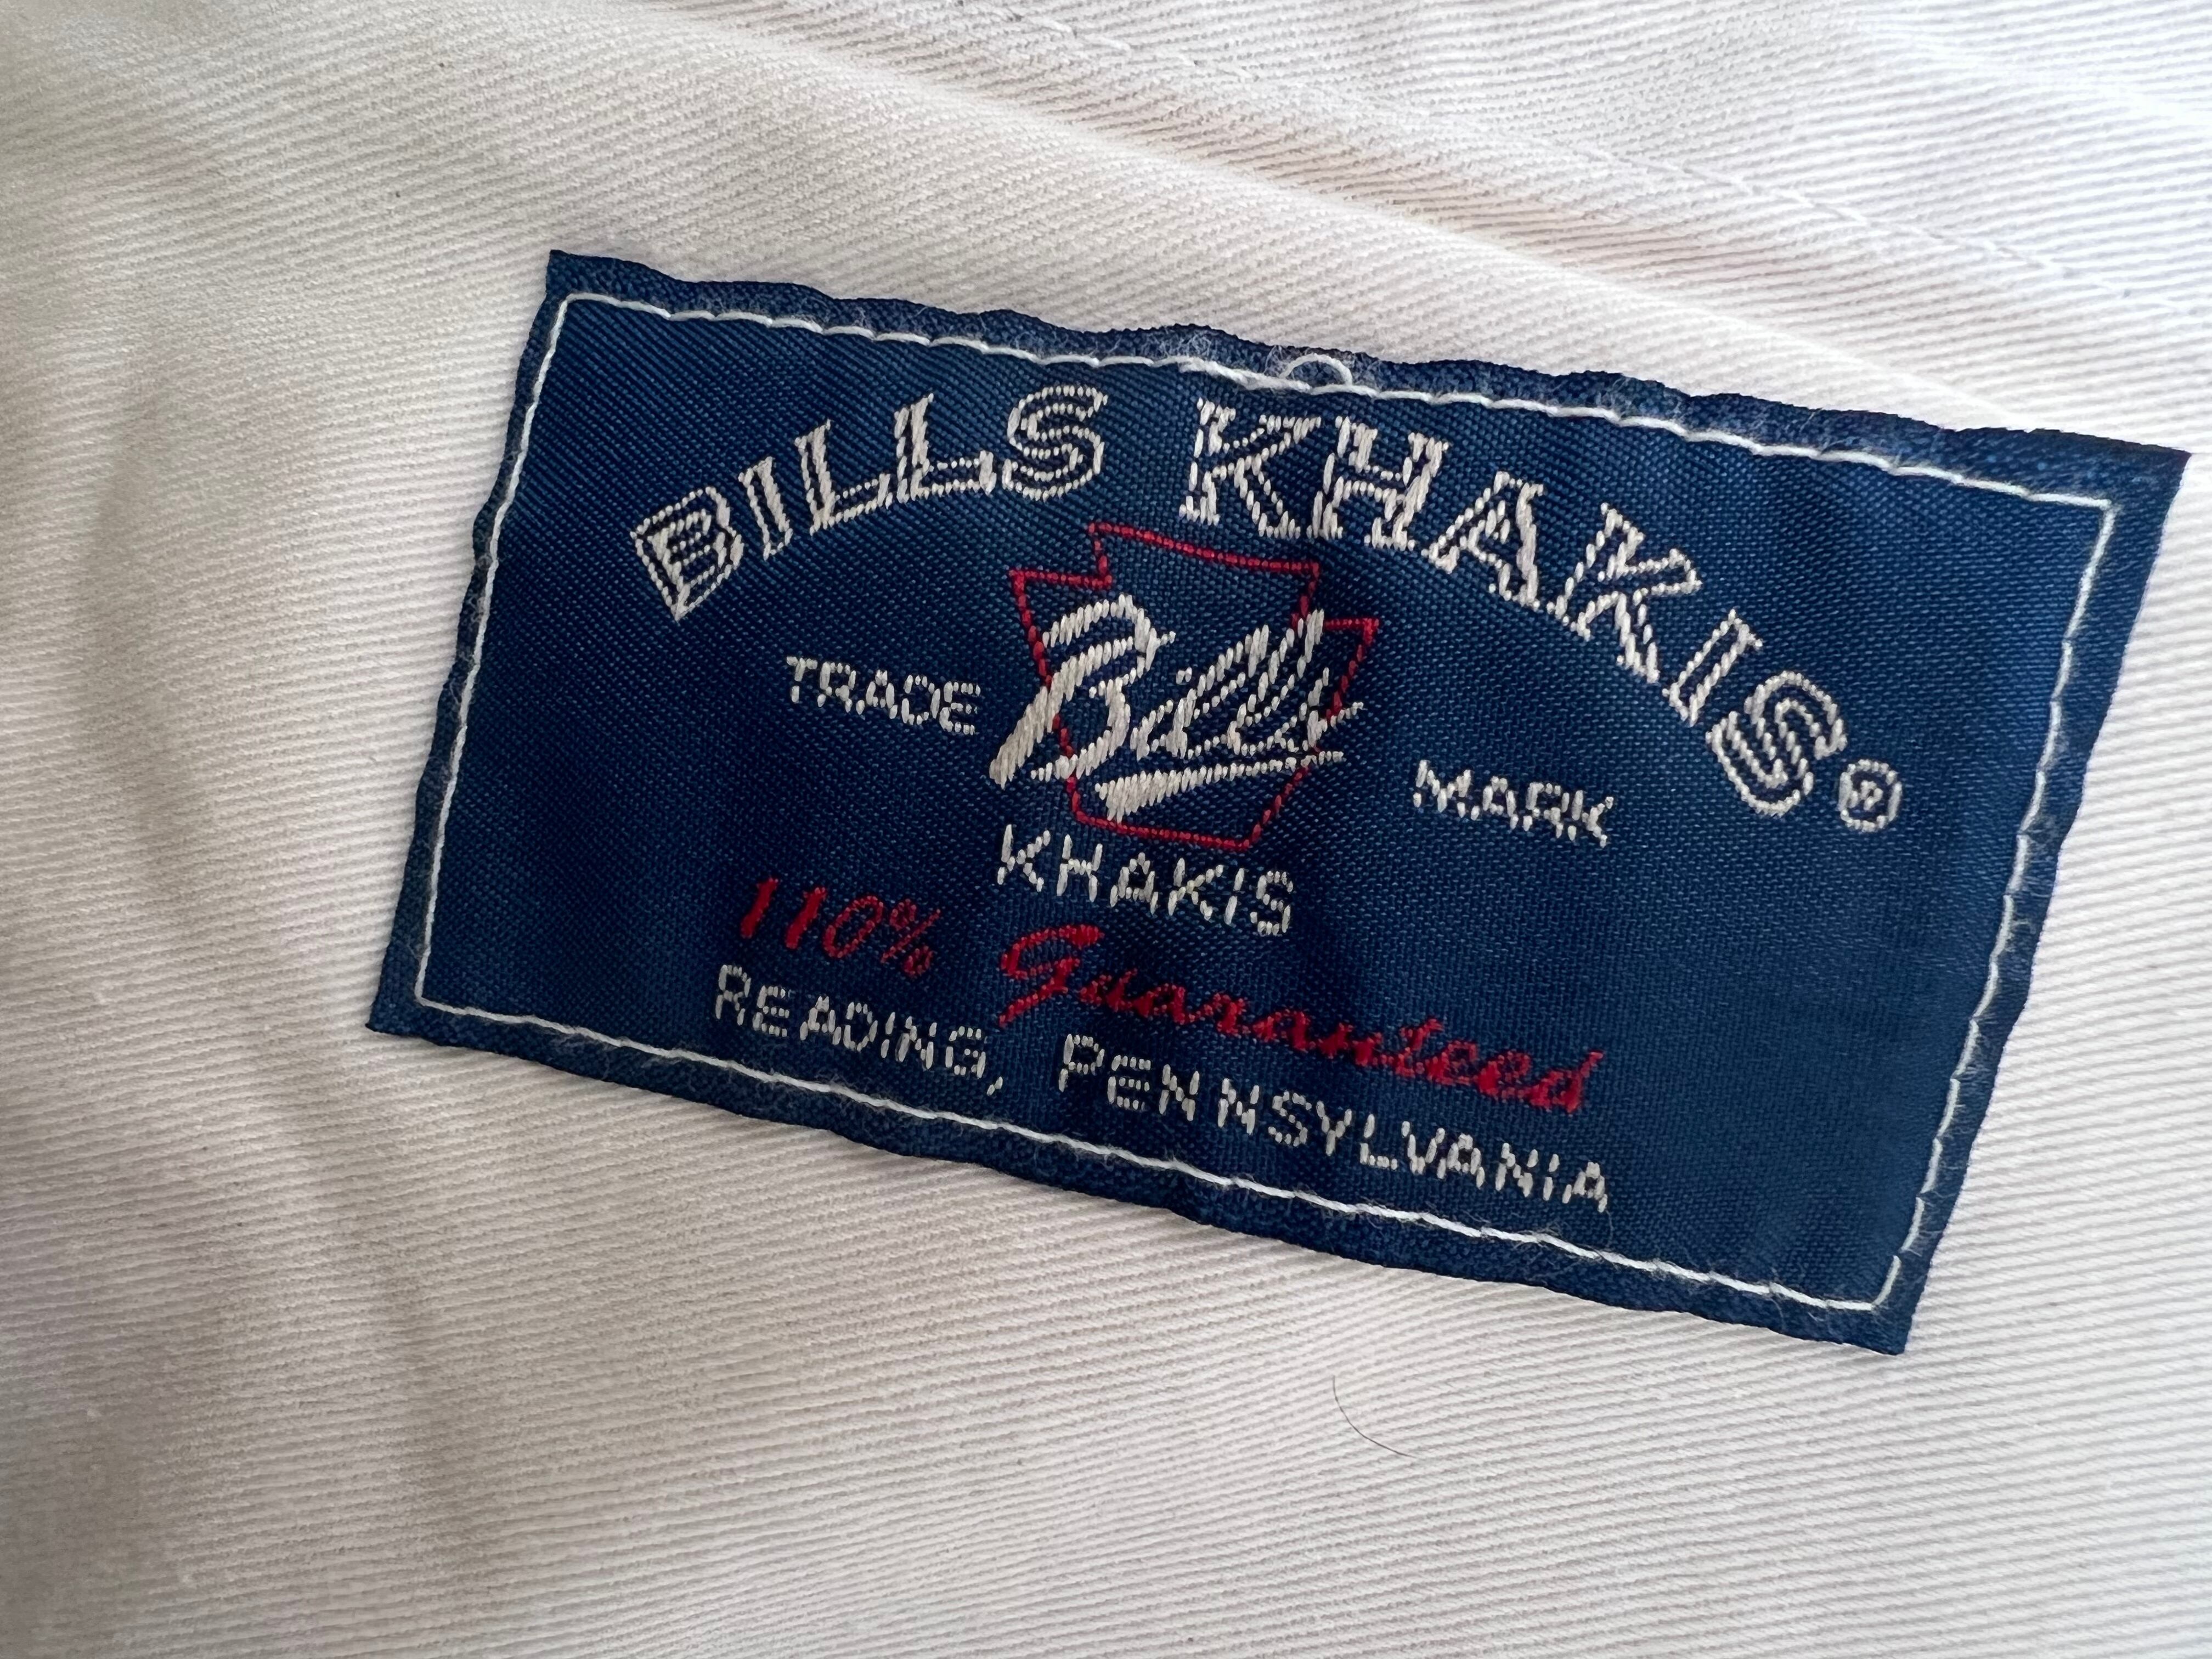 BILLS KHAKIS®
TRADE Bills MARK
KHAKIS
110% Guaranteed
READING, PENNSYLVANIA